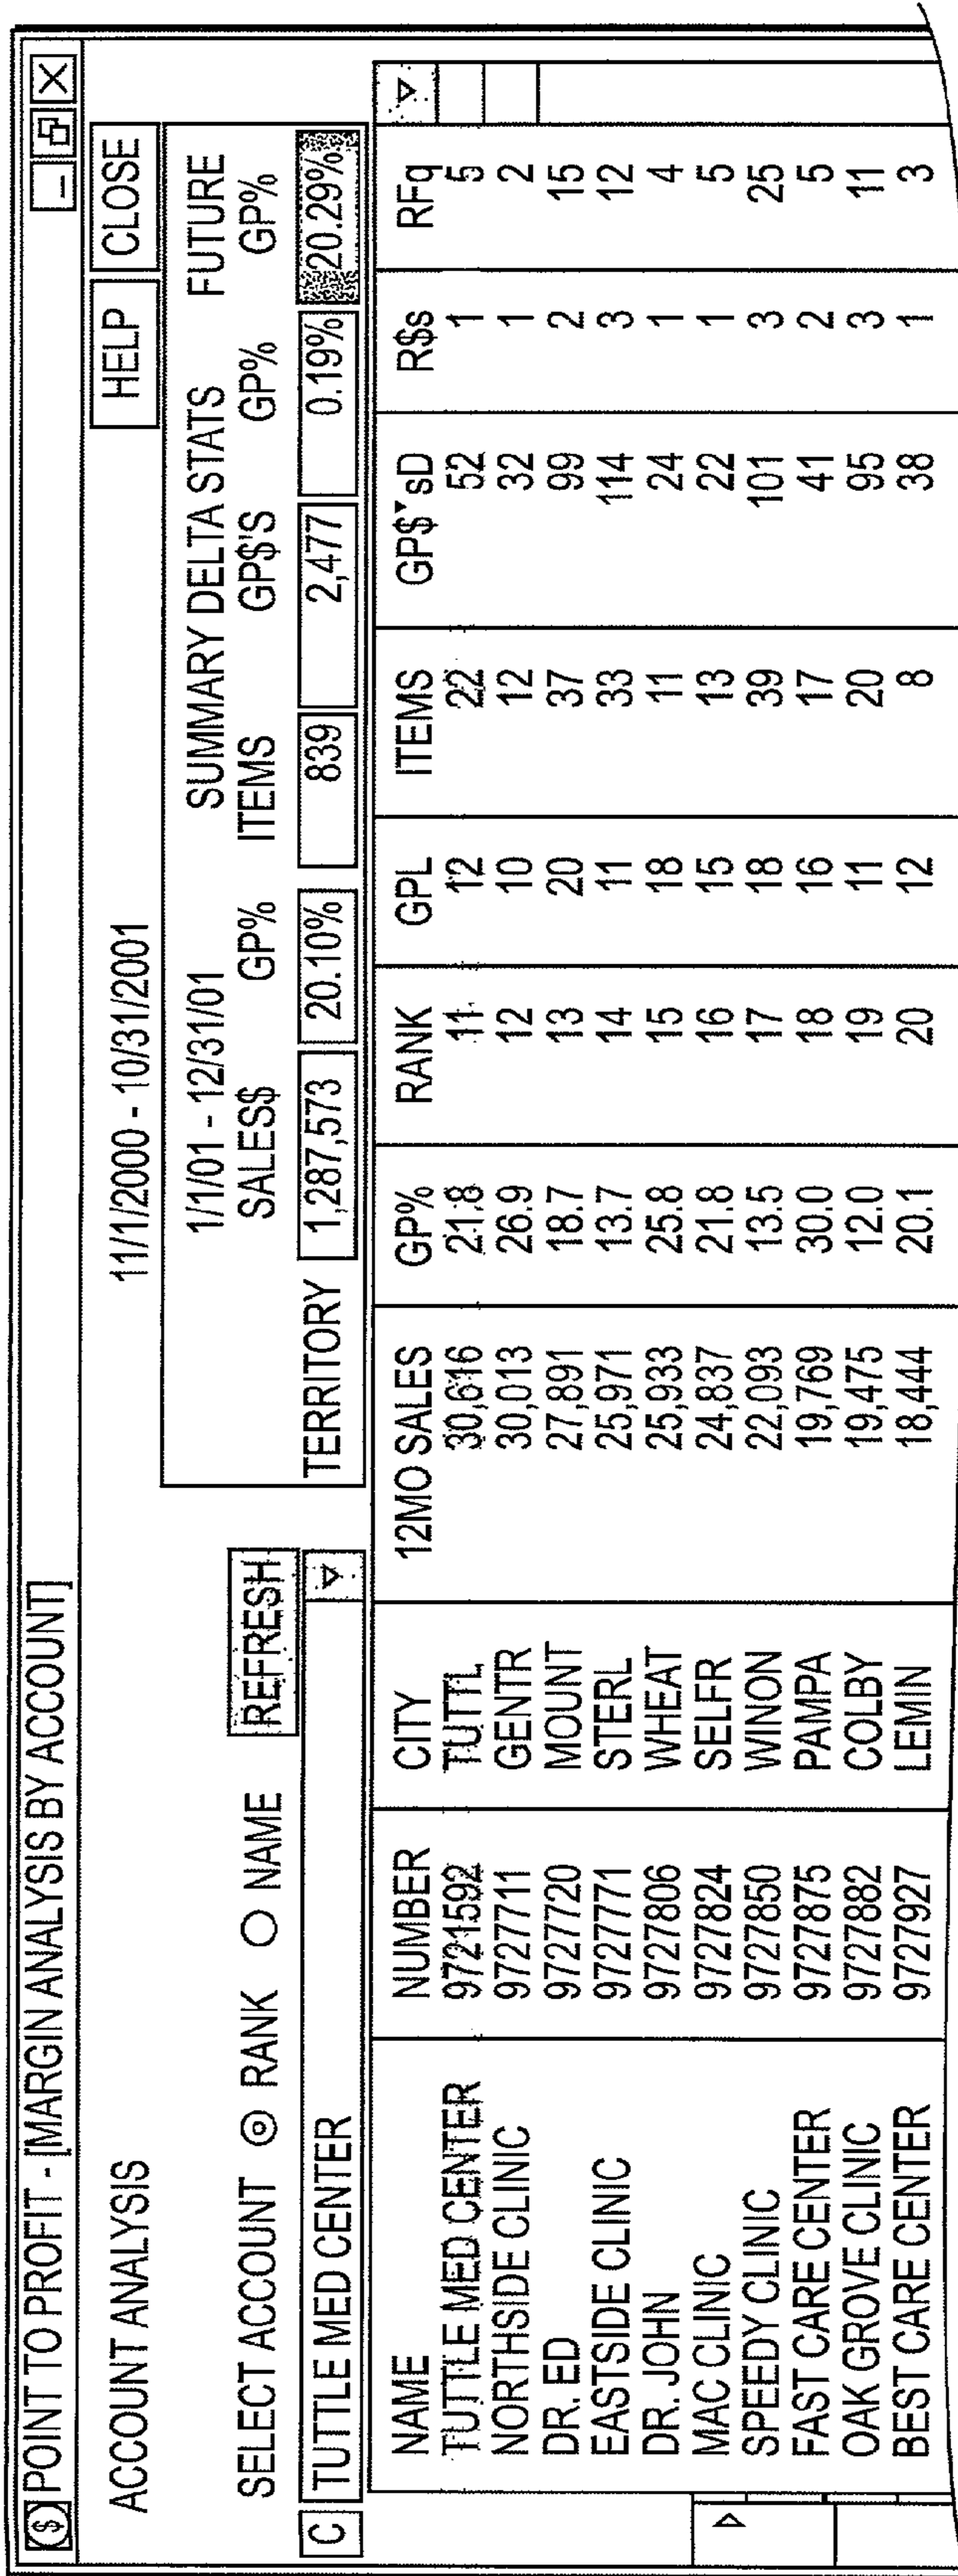 ($) POINT TO PROFIT - [MARGIN ANALYSIS BY ACCOUNT]
ACCOUNT ANALYSIS 11/1/2000 - 10/31/2001 HELP CLOSE
1/1/01 - 12/31/01 SUMMARY DELTA STATS FUTURE
SELECT ACCOUNT RANK NAME REFRESH SALES$ GP% ITEMS GP$'S GP% GP%
C TUTTLE MED CENTER TERRITORY 1,287,573 20.10% 839 2,477 0.19% 20.29%
NAME NUMBER CITY 12MO SALES GP% RANK GPL ITEMS GP$'sD R$s RFq
TUTTLE MED CENTER 9721592 TUTTL 30,616 21.8 11 12 22 52 1 5
NORTHSIDE CLINIC 9727711 GENTR 30,013 26.9 12 10 12 32 1 2
DR. ED 9727720 MOUNT 27,891 18.7 13 20 37 99 2 15
EASTSIDE CLINIC 9727771 STERL 25,971 13.7 14 11 33 114 3 12
DR. JOHN 9727806 WHEAT 25,933 25.8 15 18 11 24 1 4
MAC CLINIC 9727824 SELFR 24,837 21.8 16 15 13 22 1 5
SPEEDY CLINIC 9727850 WINON 22,093 13.5 17 18 39 101 3 25
FAST CARE CENTER 9727875 PAMPA 19,769 30.0 18 16 17 41 2 5
OAK GROVE CLINIC 9727882 COLBY 19,475 12.0 19 11 20 95 3 11
BEST CARE CENTER 9727927 LEMIN 18,444 20.1 20 12 8 38 1 3